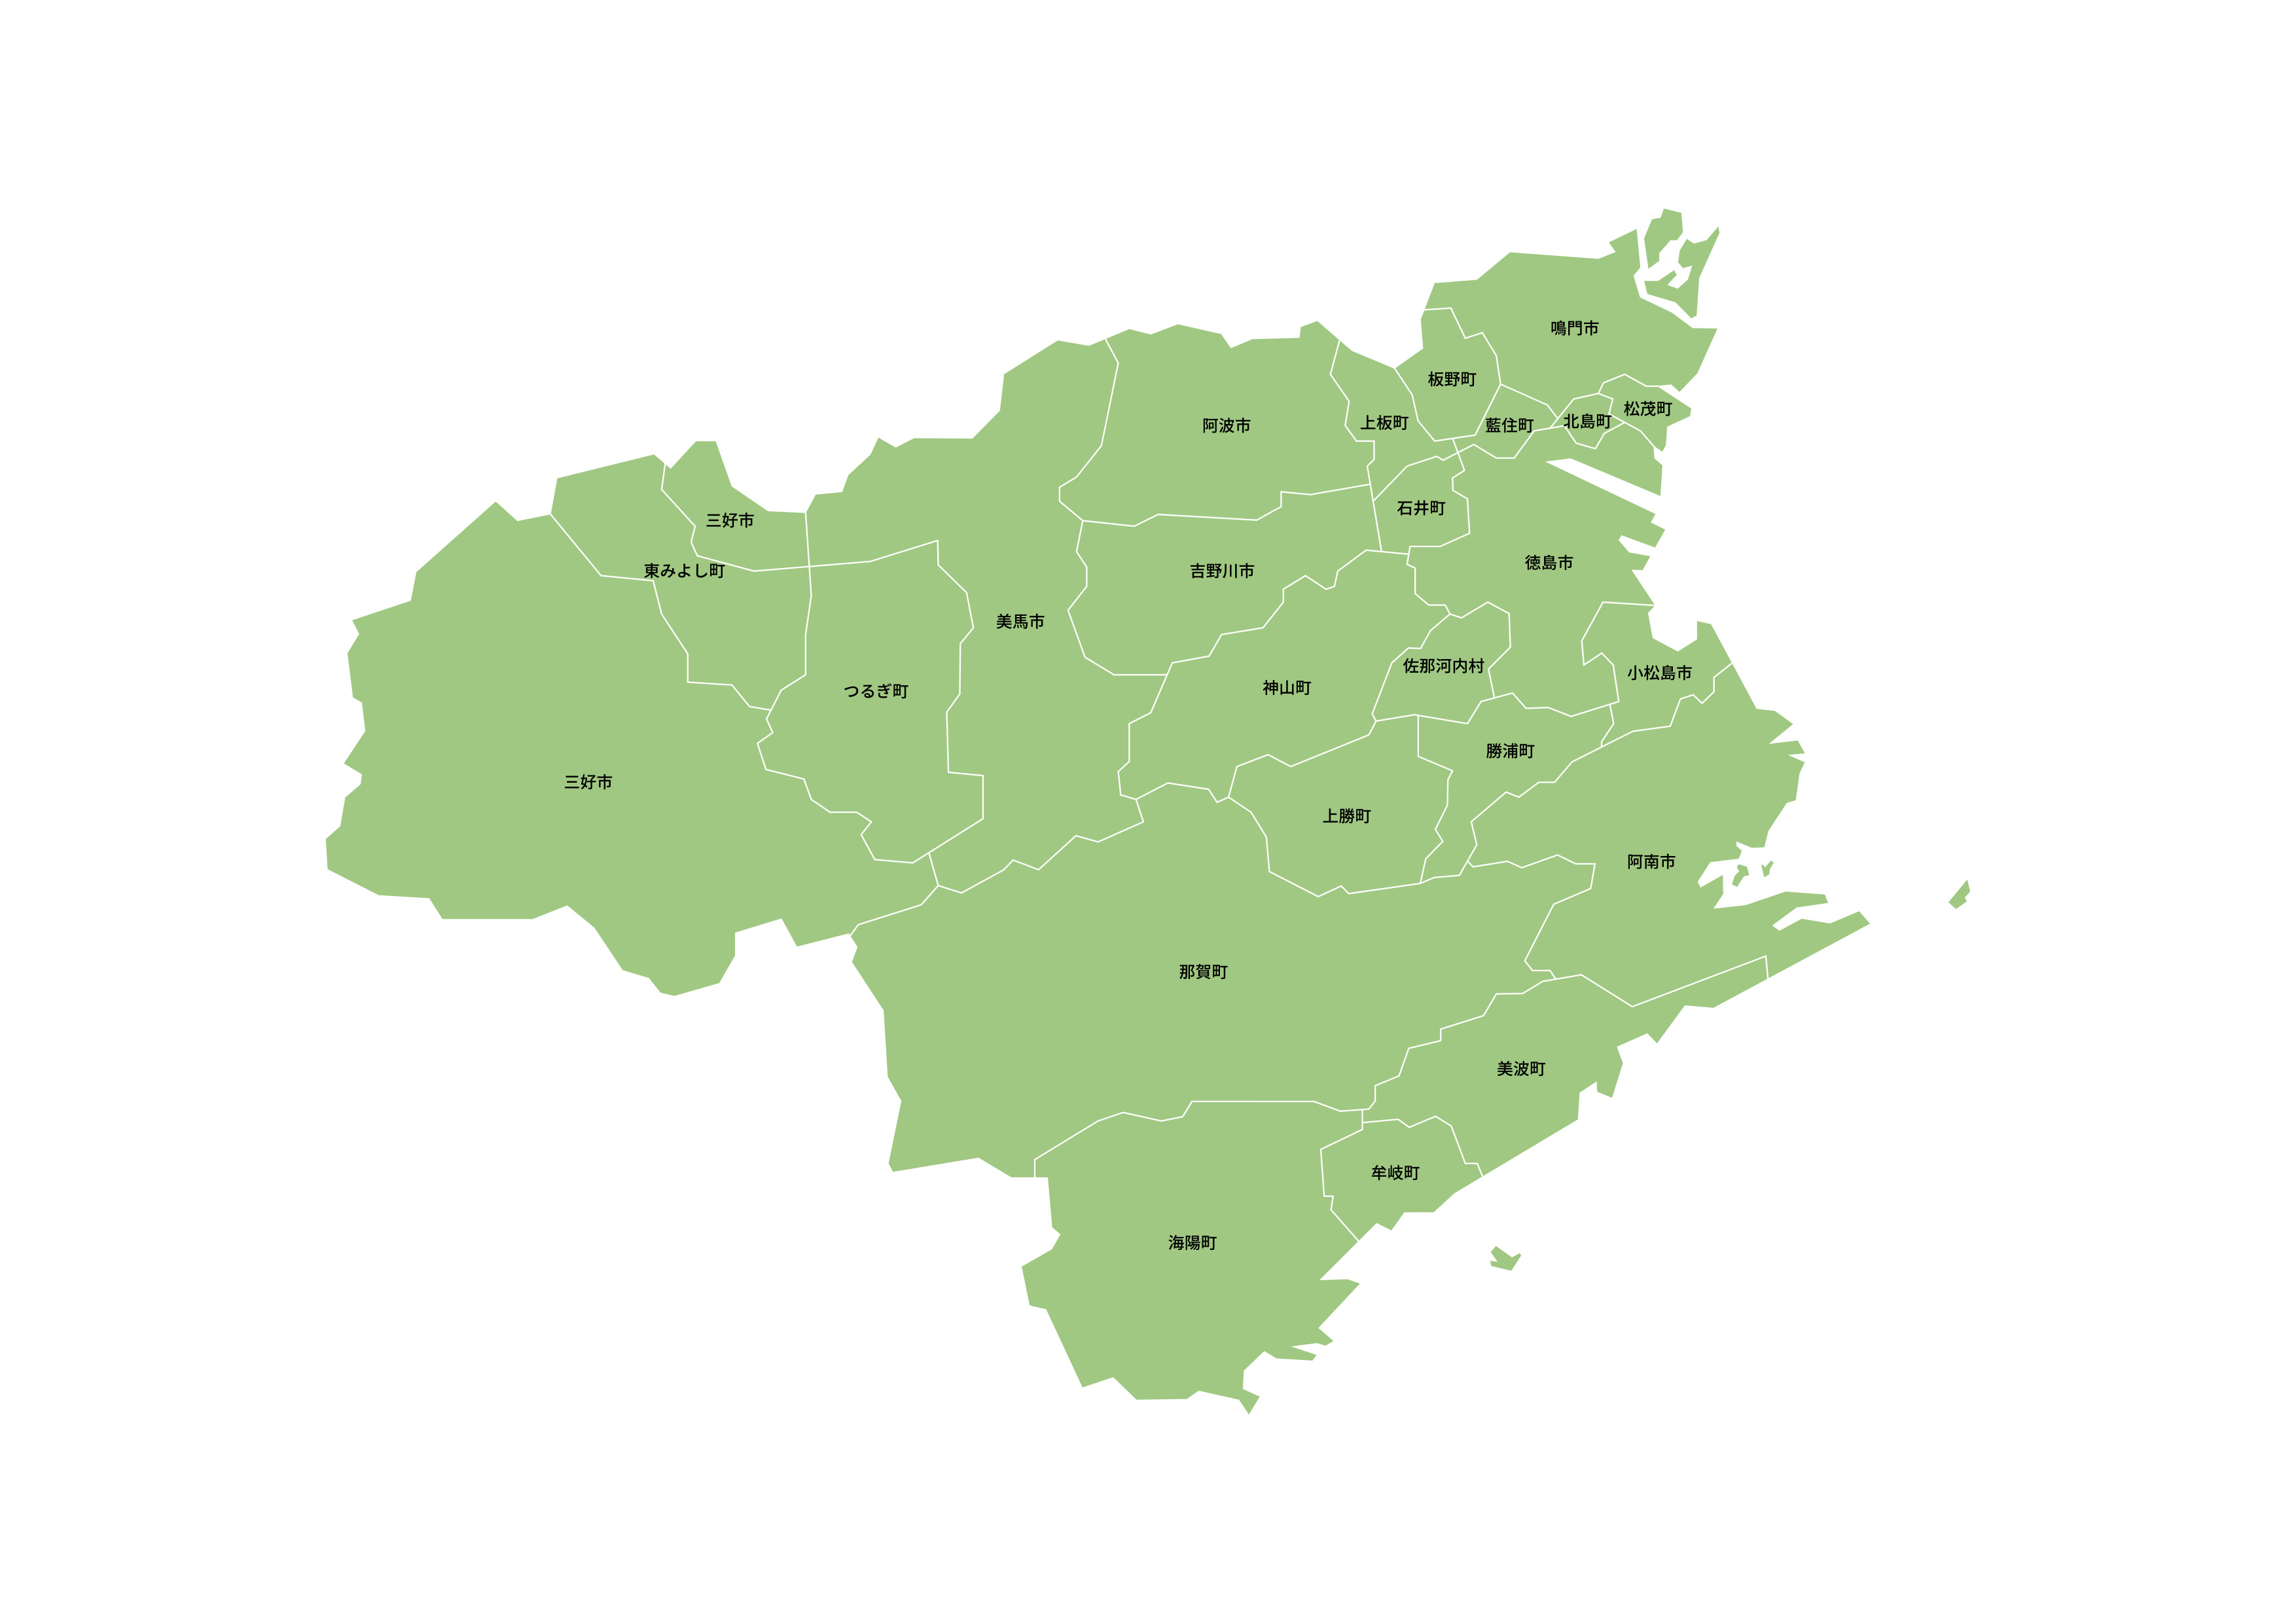 鳴門市
板野町
松茂町
北島町
上板町
藍住町
阿波市
石井町
三好市
徳島市
東みよし町
吉野川市
美馬市
佐那河内村
小松島市
神山町
つるぎ町
勝浦町
三好市
上勝町
阿南市
那賀町
美波町
牟岐町
海陽町